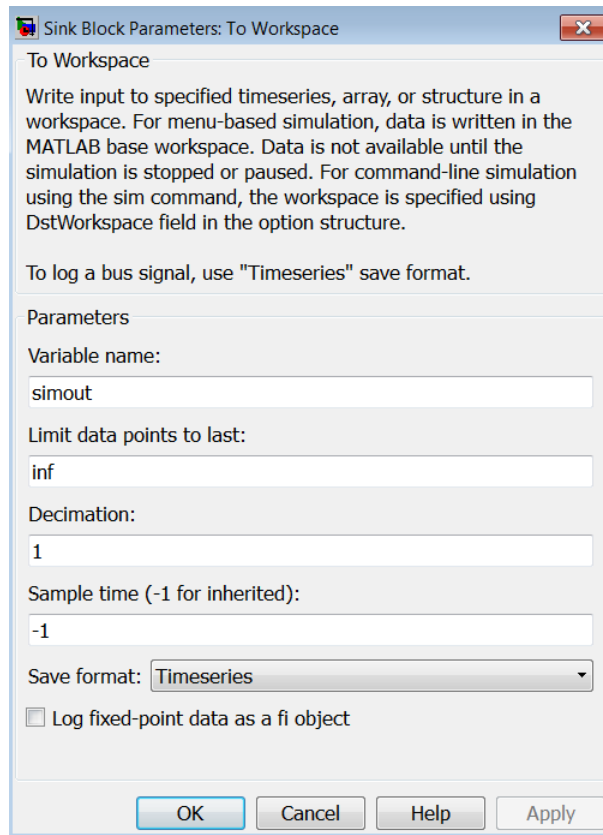 Sink Block Parameters: To Workspace
To Workspace
Write input to specified timeseries, array, or structure in a
workspace. For menu-based simulation, data is written in the
MATLAB base workspace. Data is not available until the
simulation is stopped or paused. For command-line simulation
using the sim command, the workspace is specified using
DstWorkspace field in the option structure.
To log a bus signal, use "Timeseries" save format.
Parameters
Variable name:
simout
Limit data points to last:
inf
Decimation:
1
Sample time (-1 for inherited):
-1
Save format: Timeseries
Log fixed-point data as a fi object
OK Cancel Help Apply